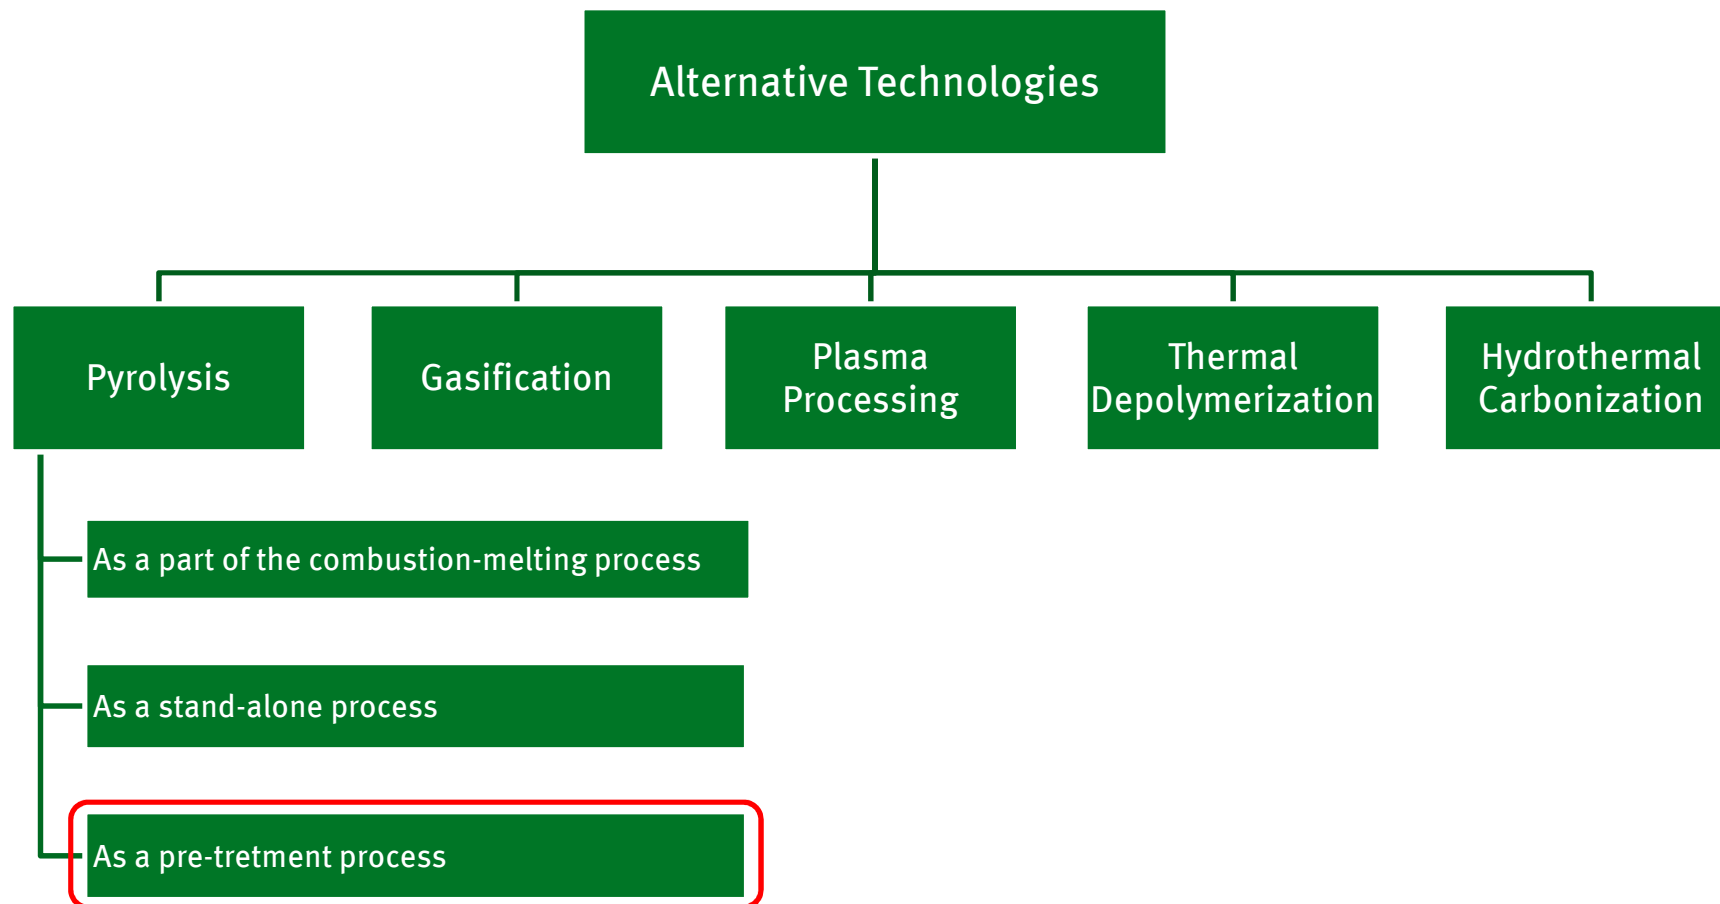 Alternative Technologies
Pyrolysis
Gasification
Plasma
Processing
Thermal
Depolymerization
Hydrothermal
Carbonization
As a part of the combustion-melting process
As a stand-alone process
As a pre-tretment process